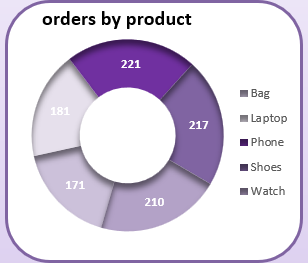 orders by product
221
217
210
171
181
Bag
Laptop
Phone
Shoes
Watch